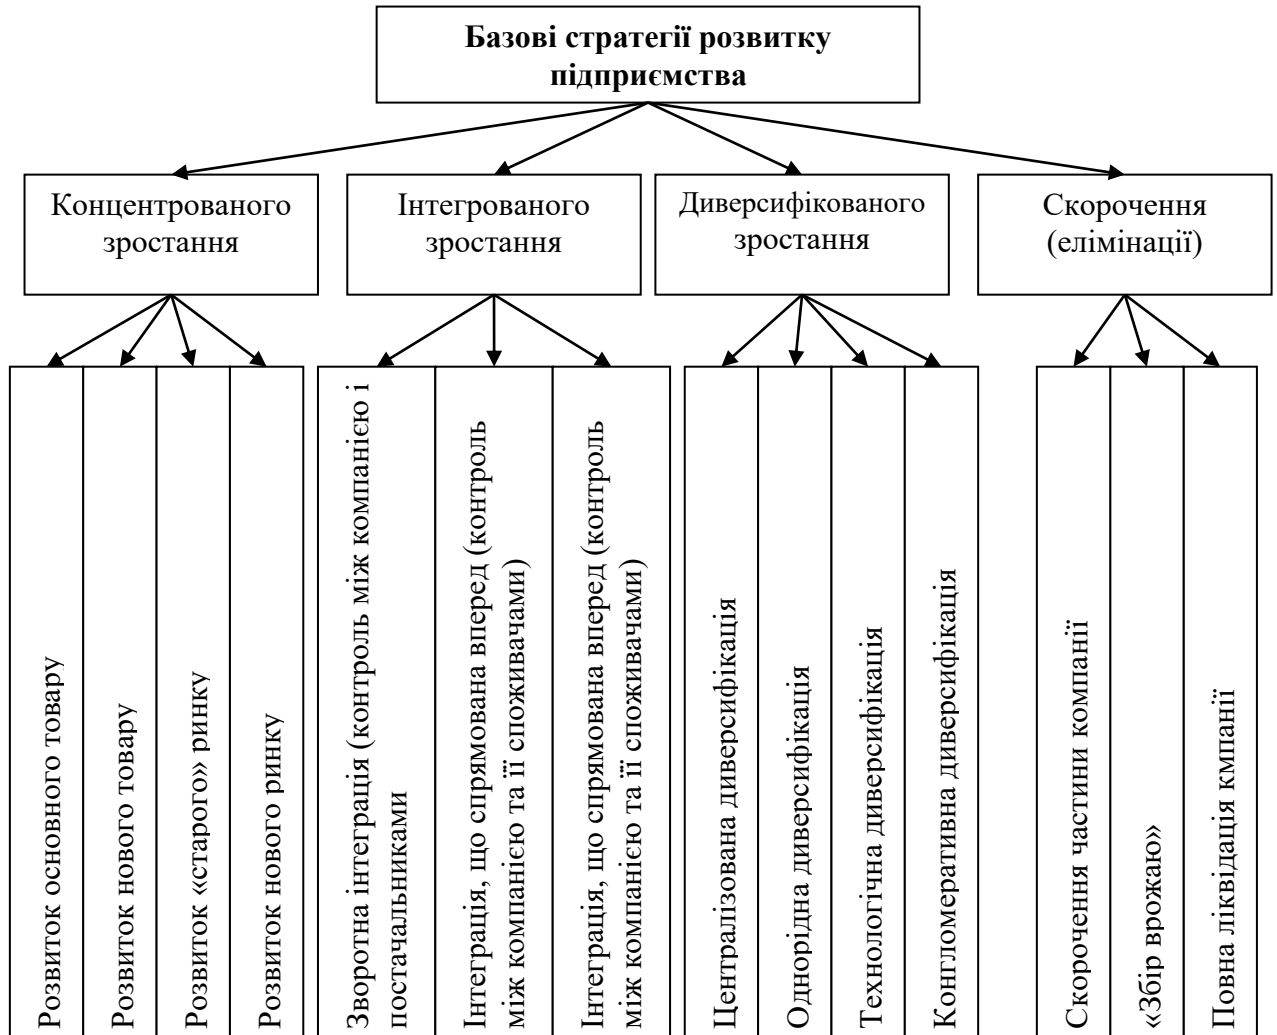 Базові стратегії розвитку
підприємства
Концентрованого
зростання
Інтегрованого
зростання
Диверсифікованого
зростання
Скорочення
(елімінації)
Розвиток основного товару
Розвиток нового товару
Розвиток «старого» ринку
Розвиток нового ринку
Зворотна інтеграція (контроль між компанією і
постачальниками
Інтеграція, що спрямована вперед (контроль
між компанією та її споживачами)
Інтеграція, що спрямована вперед (контроль
між компанією та її споживачами)
Централізована диверсифікація
Однорідна диверсифікація
Технологічна диверсифікація
Конгломеративна диверсифікація
Скорочення частини компанії
«Збір врожаю»
Повна ліквідація кмпанії